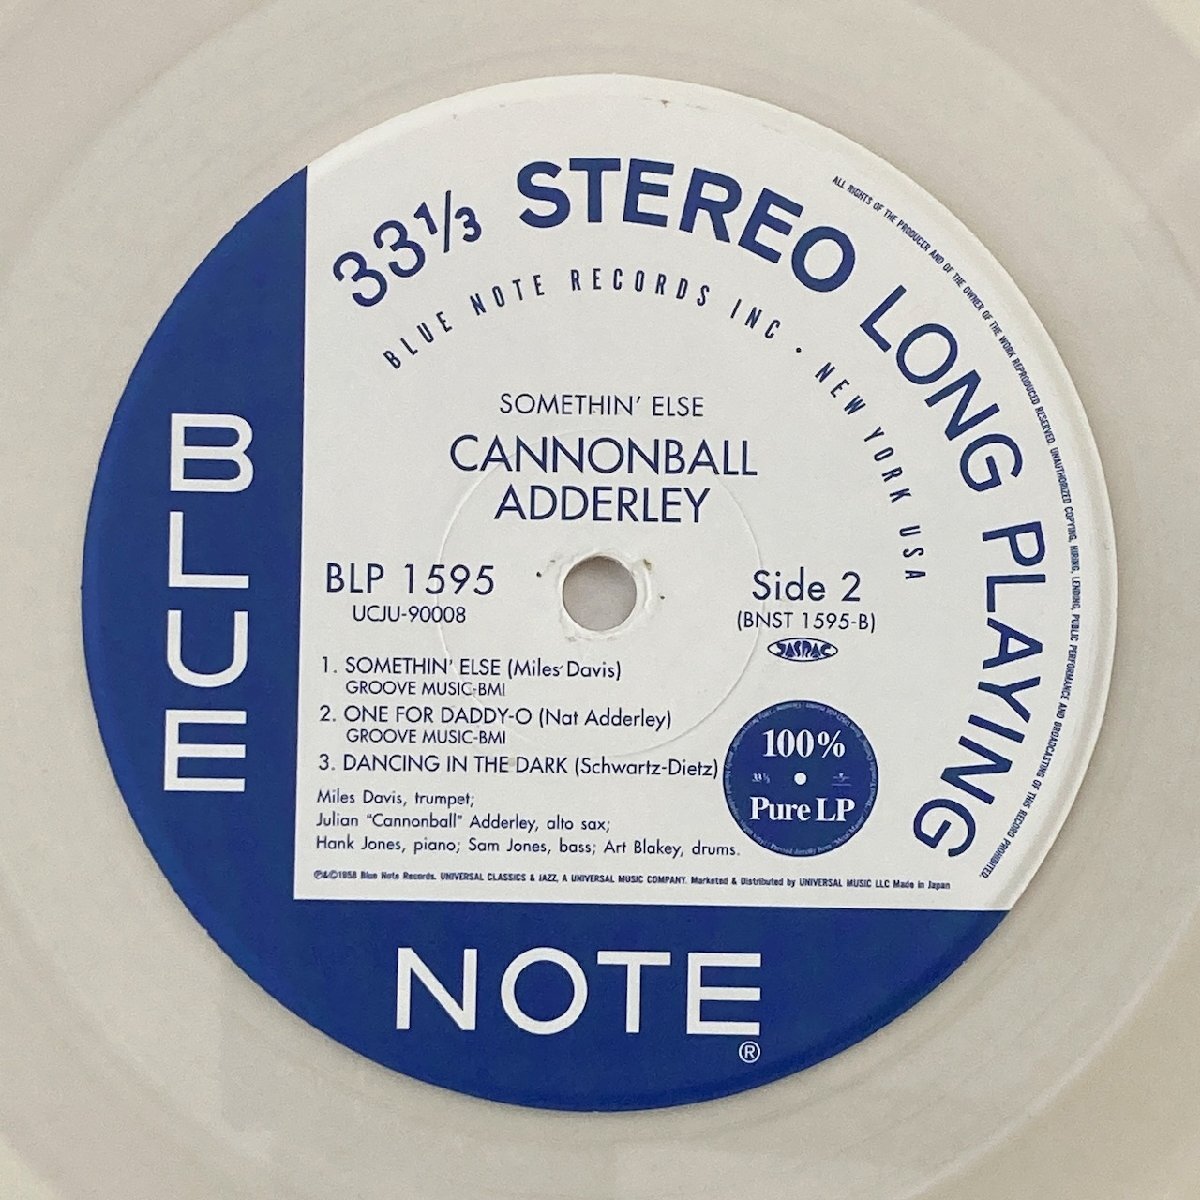 33⅓ STEREO LONG PLAYING
BLUE NOTE RECORDS INC · NEW YORK USA
ALL RIGHTS OF THE PRODUCER AND OF THE OWNER OF THE WORK REPRODUCED RESERVED. UNAUTHORIZED COPYING, HIRING, LENDING, PUBLIC PERFORMANCE AND BROADCASTING OF THIS RECORD PROHIBITED.
BLUE
SOMETHIN' ELSE
CANNONBALL
ADDERLEY
BLP 1595
UCJU-90008
Side 2
(BNST 1595-B)
JASRAC
1. SOMETHIN' ELSE (Miles Davis)
GROOVE MUSIC-BMI
2. ONE FOR DADDY-O (Nat Adderley)
GROOVE MUSIC-BMI
3. DANCING IN THE DARK (Schwartz-Dietz)
Miles Davis, trumpet;
Julian "Cannonball" Adderley, alto sax;
Hank Jones, piano; Sam Jones, bass; Art Blakey, drums.
100%
33⅓
Pure LP
℗&©1958 Blue Note Records. UNIVERSAL CLASSICS & JAZZ, A UNIVERSAL MUSIC COMPANY. Marketed & Distributed by UNIVERSAL MUSIC LLC Made in Japan
NOTE
®